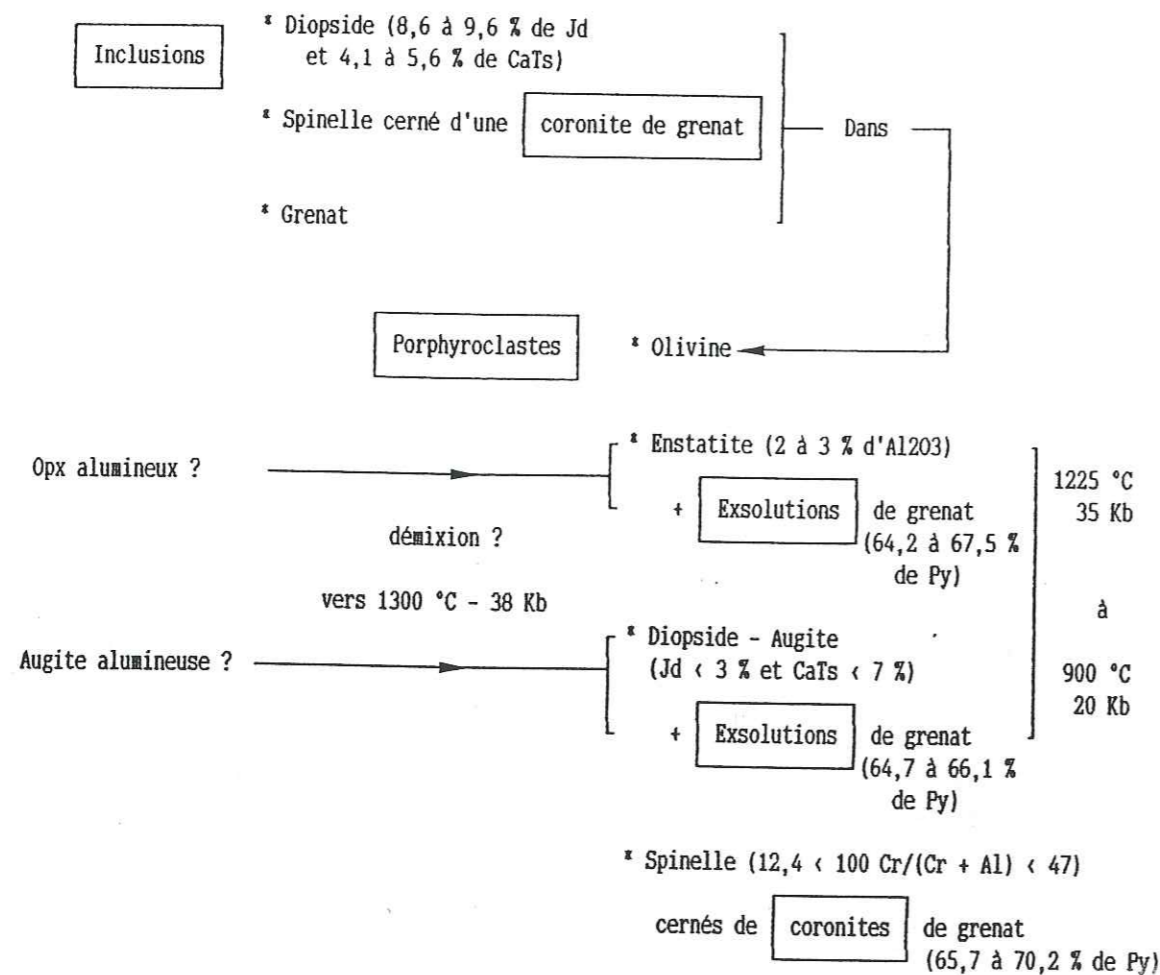 Inclusions
* Diopside (8,6 à 9,6 % de Jd
et 4,1 à 5,6 % de CaTs)
* Spinelle cerné d'une coronite de grenat
Dans
* Grenat
Porphyroclastes * Olivine
Opx alumineux ?
* Enstatite (2 à 3 % d'Al2O3)
+ Exsolutions de grenat
(64,2 à 67,5 %
de Py)
1225 °C
35 Kb
démixion ?
vers 1300 °C - 38 Kb
à
Augite alumineuse ?
* Diopside - Augite
(Jd < 3 % et CaTs < 7 %)
900 °C
20 Kb
+ Exsolutions de grenat
(64,7 à 66,1 %
de Py)
* Spinelle (12,4 < 100 Cr/(Cr + Al) < 47)
cernés de coronites de grenat
(65,7 à 70,2 % de Py)